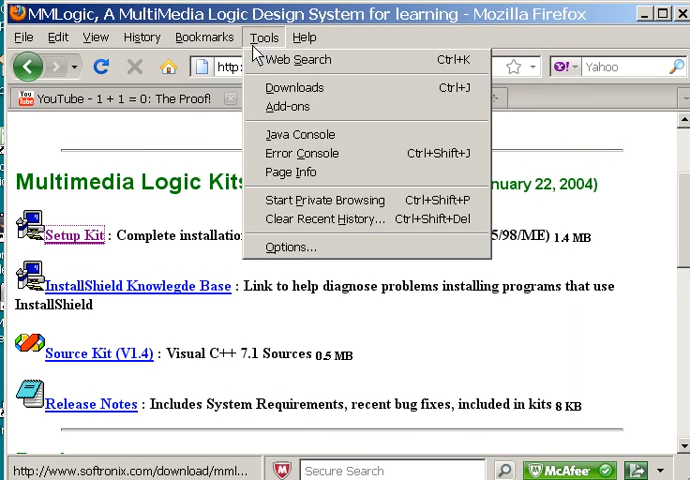 MMLogic, A MultiMedia Logic Design System for learning - Mozilla Firefox
File Edit View History Bookmarks Tools Help
http: Yahoo
YouTube - 1 + 1 = 0: The Proof!
Web Search Ctrl+K
Downloads Ctrl+J
Add-ons
Java Console
Error Console Ctrl+Shift+J
Page Info
Start Private Browsing Ctrl+Shift+P
Clear Recent History... Ctrl+Shift+Del
Options...
Multimedia Logic Kits nuary 22, 2004)
Setup Kit : Complete installation 5/98/ME) 1.4 MB
InstallShield Knowlegde Base : Link to help diagnose problems installing programs that use
InstallShield
Source Kit (V1.4) : Visual C++ 7.1 Sources 0.5 MB
Release Notes : Includes System Requirements, recent bug fixes, included in kits 8 KB
http://www.softronix.com/download/mml... Secure Search McAfee